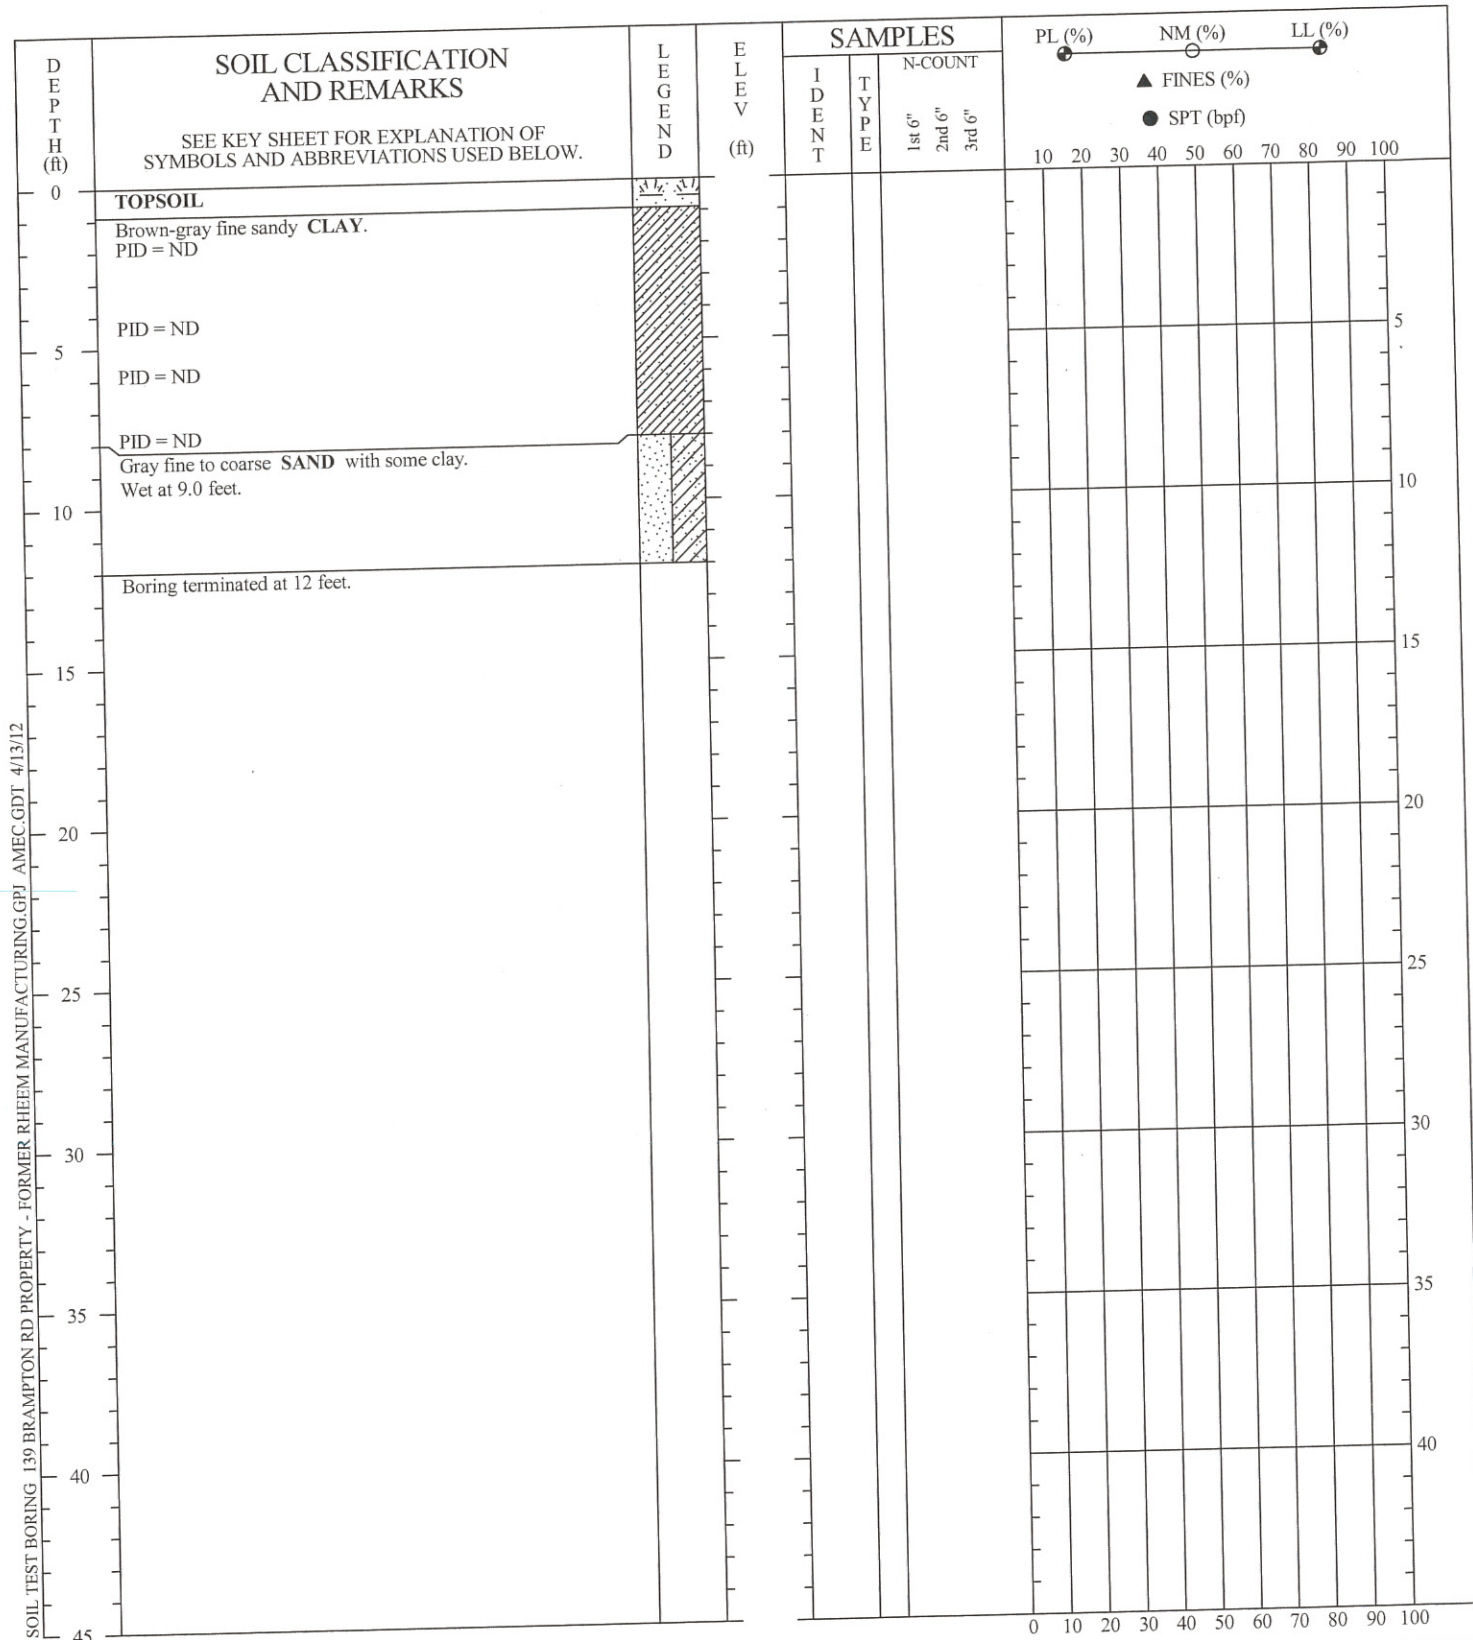 DEPTH
(ft)
SOIL CLASSIFICATION
AND REMARKS
SEE KEY SHEET FOR EXPLANATION OF
SYMBOLS AND ABBREVIATIONS USED BELOW.
LEGEND
ELEV
(ft)
SAMPLES
IDENT
TYPE
N-COUNT
1st 6"
2nd 6"
3rd 6"
PL (%) NM (%) LL (%)
FINES (%)
SPT (bpf)
10 20 30 40 50 60 70 80 90 100
0
TOPSOIL
Brown-gray fine sandy CLAY.
PID = ND
PID = ND
5
5
PID = ND
PID = ND
Gray fine to coarse SAND with some clay.
Wet at 9.0 feet.
10
10
Boring terminated at 12 feet.
15
15
20
20
25
25
30
30
35
35
40
40
45
0 10 20 30 40 50 60 70 80 90 100
SOIL TEST BORING 139 BRAMPTON RD PROPERTY - FORMER RHEEM MANUFACTURING.GPJ AMEC.GDT 4/13/12